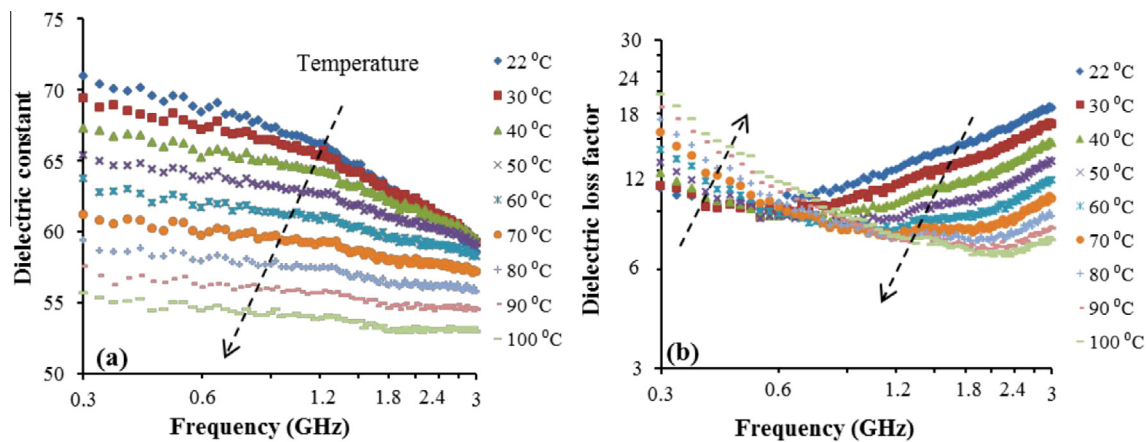 Dielectric constant
75
70
65
60
55
50
0.3
0.6
1.2
1.8
2.4
3
Frequency (GHz)
Temperature
(a)
22 ⁰C
30 ⁰C
40 ⁰C
50 ⁰C
60 ⁰C
70 ⁰C
80 ⁰C
90 ⁰C
100 ⁰C
Dielectric loss factor
30
24
18
12
6
3
0.3
0.6
1.2
1.8
2.4
3
Frequency (GHz)
(b)
22 ⁰C
30 ⁰C
40 ⁰C
50 ⁰C
60 ⁰C
70 ⁰C
80 ⁰C
90 ⁰C
100 ⁰C